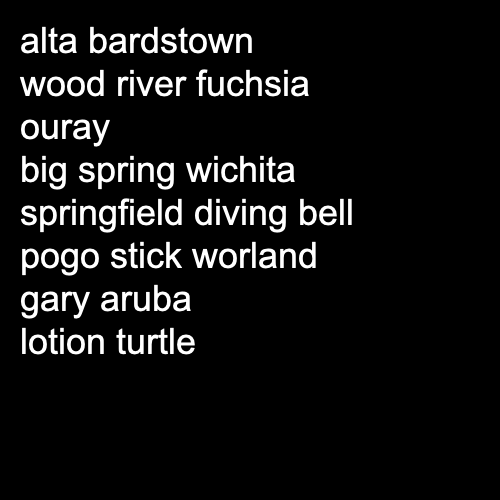 alta bardstown
wood river fuchsia
ouray
big spring wichita
springfield diving bell
pogo stick worland
gary aruba
lotion turtle